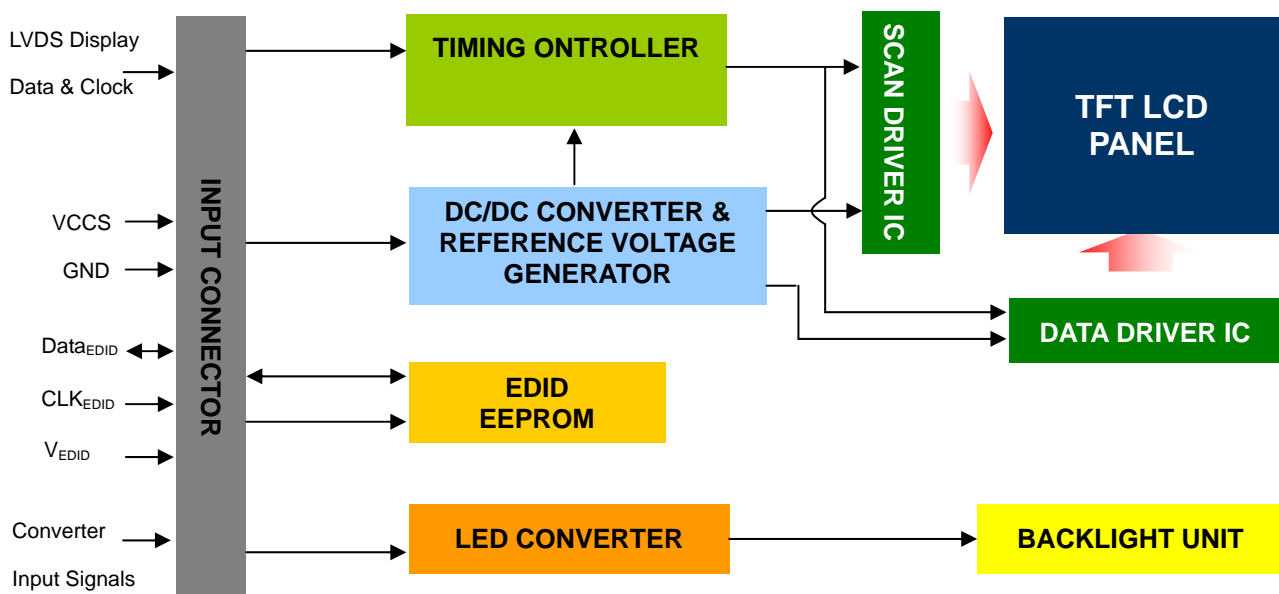 LVDS Display
Data & Clock
VCCS
GND
DataEDID
CLKEDID
VEDID
Converter
Input Signals
INPUT CONNECTOR
TIMING ONTROLLER
DC/DC CONVERTER &
REFERENCE VOLTAGE
GENERATOR
EDID
EEPROM
LED CONVERTER
SCAN DRIVER IC
TFT LCD
PANEL
DATA DRIVER IC
BACKLIGHT UNIT